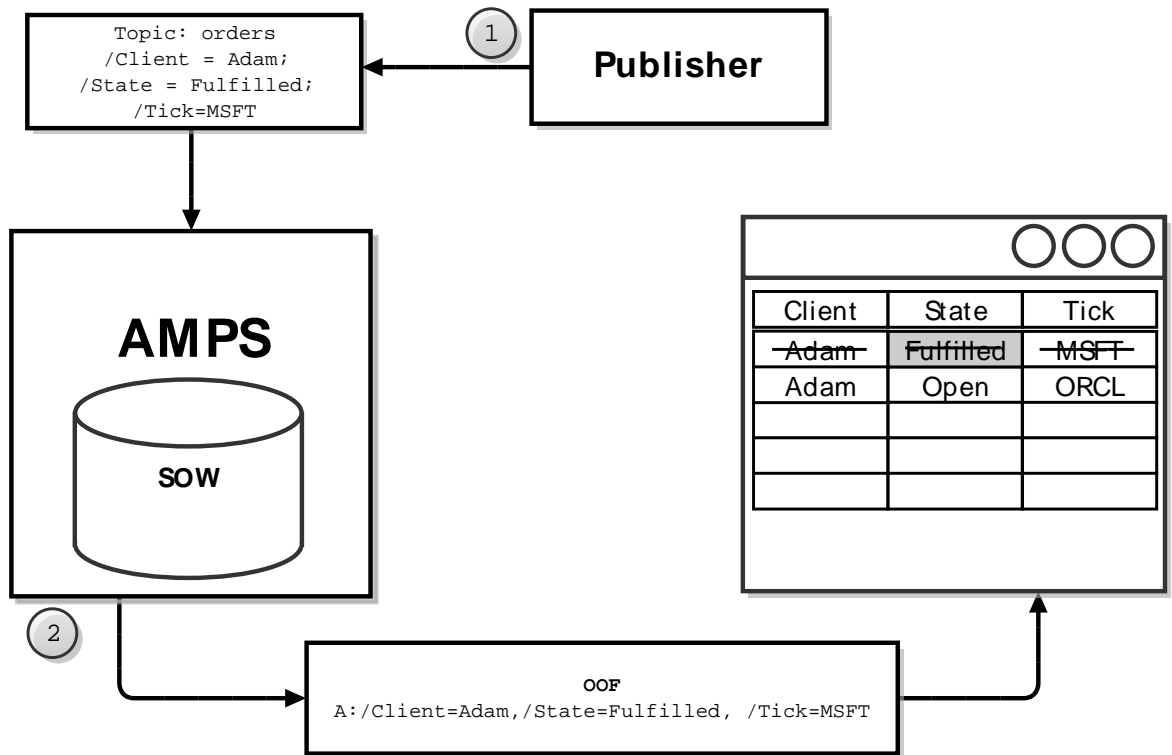 Topic: orders
/Client = Adam;
/State = Fulfilled;
/Tick=MSFT
1
Publisher
AMPS
SOW
Client State Tick
Adam Fulfilled MSFT
Adam Open ORCL
2
OOF
A:/Client=Adam,/State=Fulfilled, /Tick=MSFT